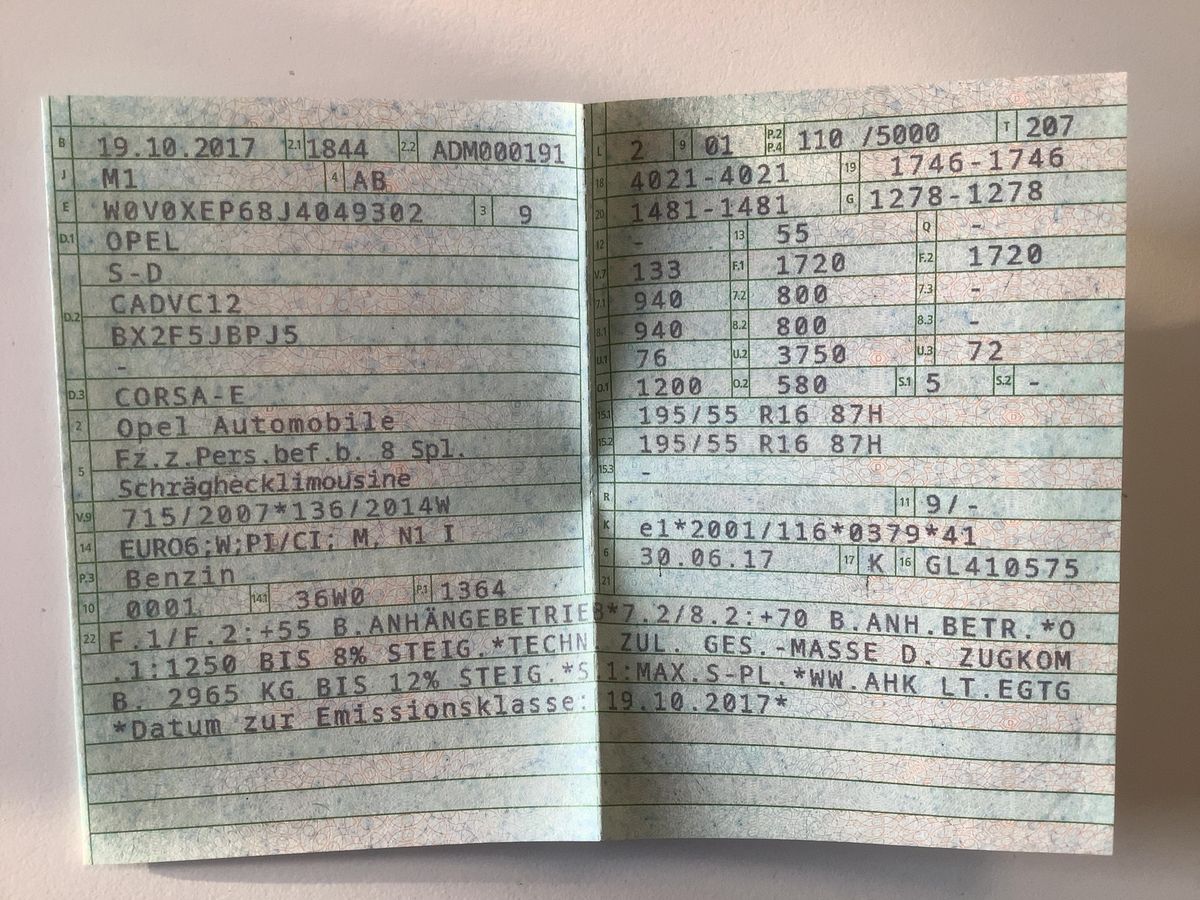 B 19.10.2017 2.1 1844 2.2 ADM000191
J M1 4 AB
E W0V0XEP68J4049302 3 9
D.1 OPEL
S-D
D.2 CADVC12
BX2F5JBPJ5
-
D.3 CORSA-E
2 Opel Automobile
5 Fz.z.Pers.bef.b. 8 Spl.
Schräghecklimousine
V.9 715/2007*136/2014W
14 EURO6;W;PI/CI; M, N1 I
P.3 Benzin
10 0001 14.1 36W0 P.1 1364
L 2 9 01 P.2 P.4 110 /5000 T 207
18 4021-4021 19 1746-1746
20 1481-1481 G 1278-1278
12 - 13 55 Q -
V.7 133 F.1 1720 F.2 1720
7.1 940 7.2 800 7.3 -
8.1 940 8.2 800 8.3 -
U.1 76 U.2 3750 U.3 72
O.1 1200 O.2 580 S.1 5 S.2 -
15.1 195/55 R16 87H
15.2 195/55 R16 87H
15.3 -
R 11 9/-
K e1*2001/116*0379*41
6 30.06.17 17 K 16 GL410575
21
22 F.1/F.2:+55 B.ANHÄNGEBETRIEB*7.2/8.2:+70 B.ANH.BETR.*O
.1:1250 BIS 8% STEIG.*TECHN ZUL. GES.-MASSE D. ZUGKOM
B. 2965 KG BIS 12% STEIG.*S 1:MAX.S-PL.*WW.AHK LT.EGTG
*Datum zur Emissionsklasse: 19.10.2017*